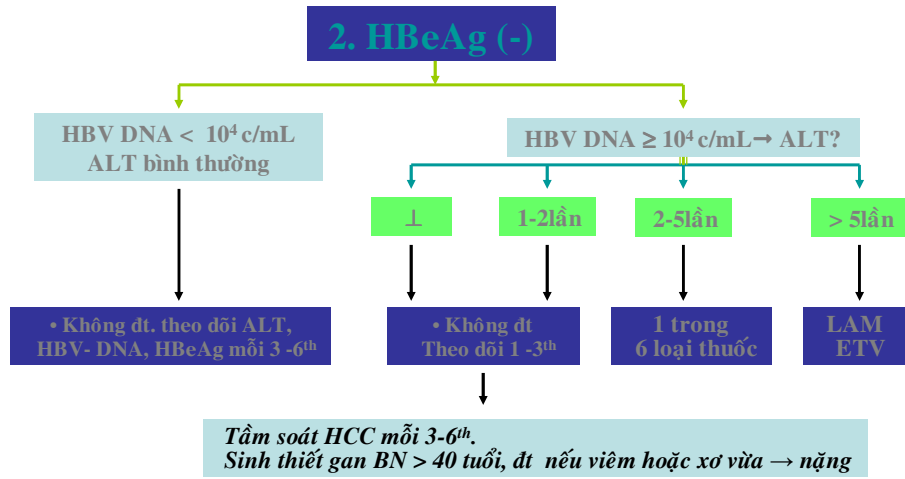 2. HBeAg (-)
HBV DNA < 10⁴ c/mL
ALT bình thường
HBV DNA ≥ 10⁴ c/mL→ ALT?
⊥
1-2lần
2-5lần
> 5lần
• Không đt. theo dõi ALT,
HBV- DNA, HBeAg mỗi 3 -6ᵗʰ
• Không đt
Theo dõi 1 -3ᵗʰ
1 trong
6 loại thuốc
LAM
ETV
Tầm soát HCC mỗi 3-6ᵗʰ.
Sinh thiết gan BN > 40 tuổi, đt nếu viêm hoặc xơ vừa → nặng